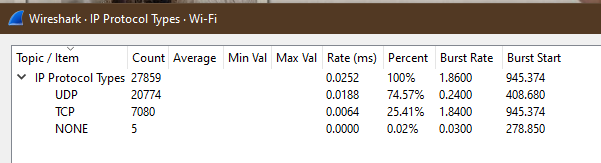 Wireshark · IP Protocol Types · Wi-Fi
Topic / Item Count Average Min Val Max Val Rate (ms) Percent Burst Rate Burst Start
IP Protocol Types 27859 0.0252 100% 1.8600 945.374
UDP 20774 0.0188 74.57% 0.2400 408.680
TCP 7080 0.0064 25.41% 1.8400 945.374
NONE 5 0.0000 0.02% 0.0300 278.850